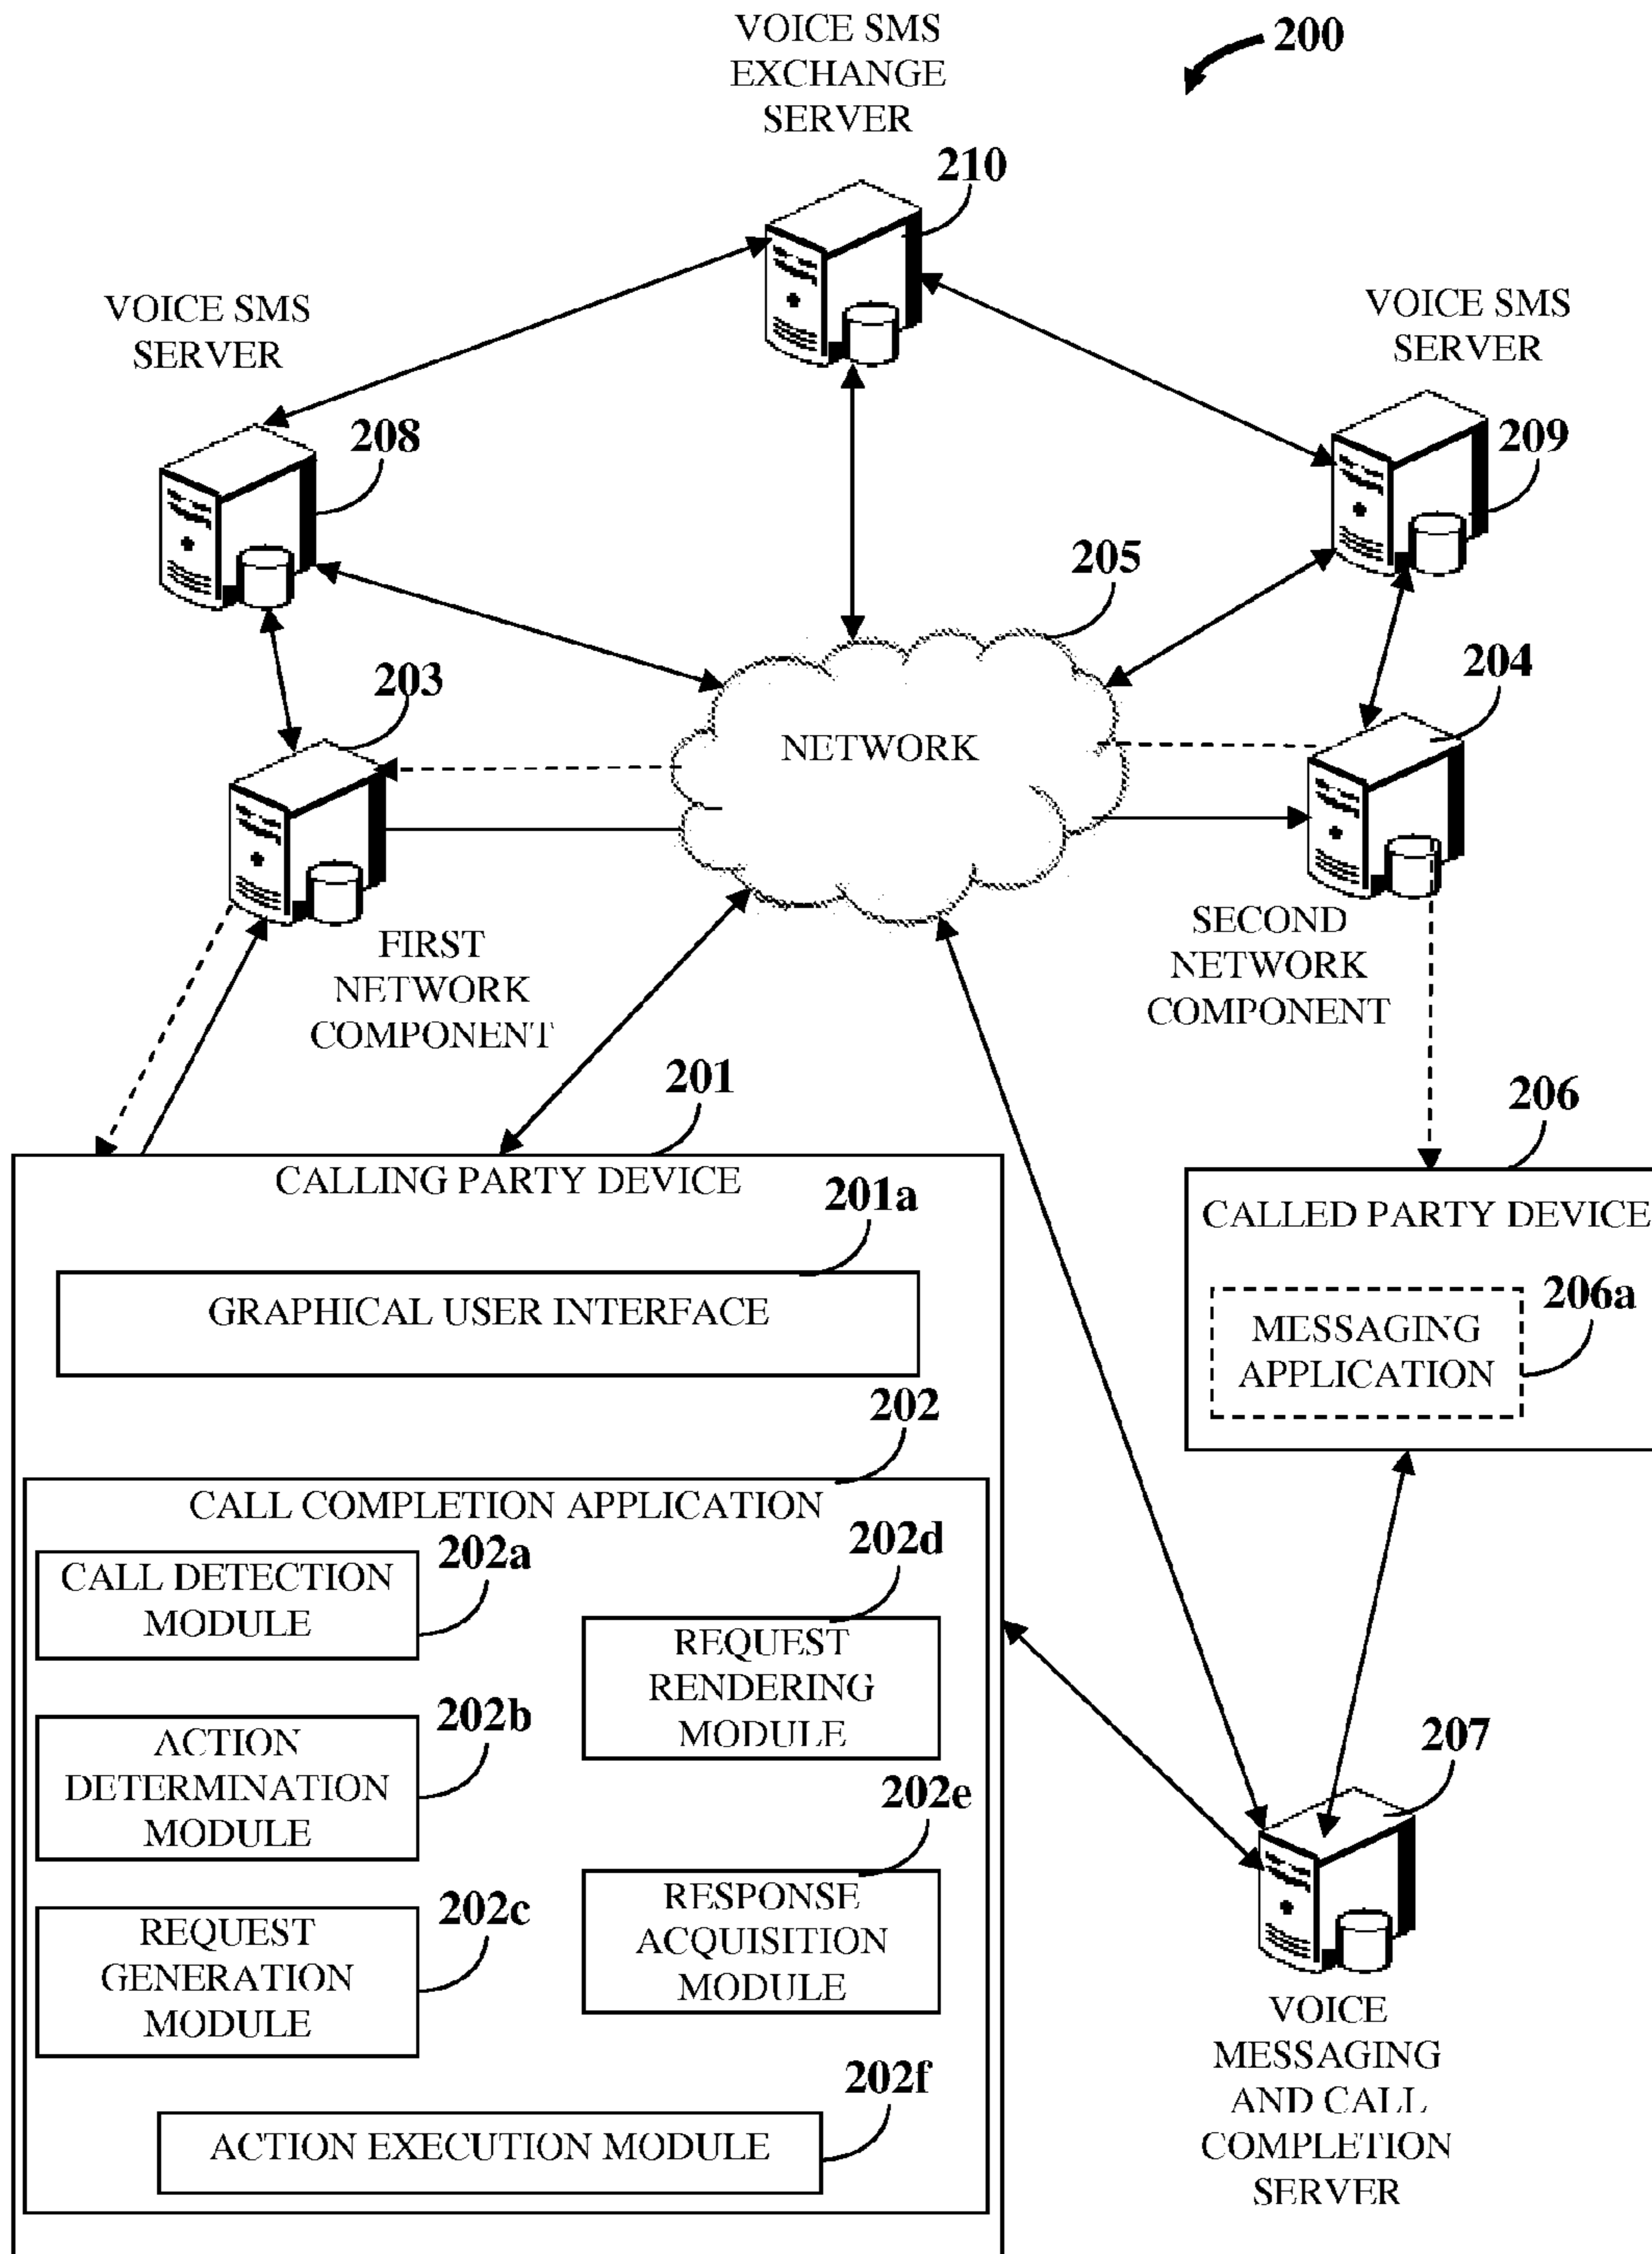 VOICE SMS
EXCHANGE
SERVER
200
210
VOICE SMS
SERVER
VOICE SMS
SERVER
208
209
205
203
204
NETWORK
FIRST
NETWORK
COMPONENT
SECOND
NETWORK
COMPONENT
201
206
CALLING PARTY DEVICE
201a
GRAPHICAL USER INTERFACE
CALLED PARTY DEVICE
206a
MESSAGING
APPLICATION
202
CALL COMPLETION APPLICATION
CALL DETECTION
MODULE
202a
202d
REQUEST
RENDERING
MODULE
ACTION
DETERMINATION
MODULE
202b
202e
RESPONSE
ACQUISITION
MODULE
REQUEST
GENERATION
MODULE
202c
202f
ACTION EXECUTION MODULE
207
VOICE
MESSAGING
AND CALL
COMPLETION
SERVER